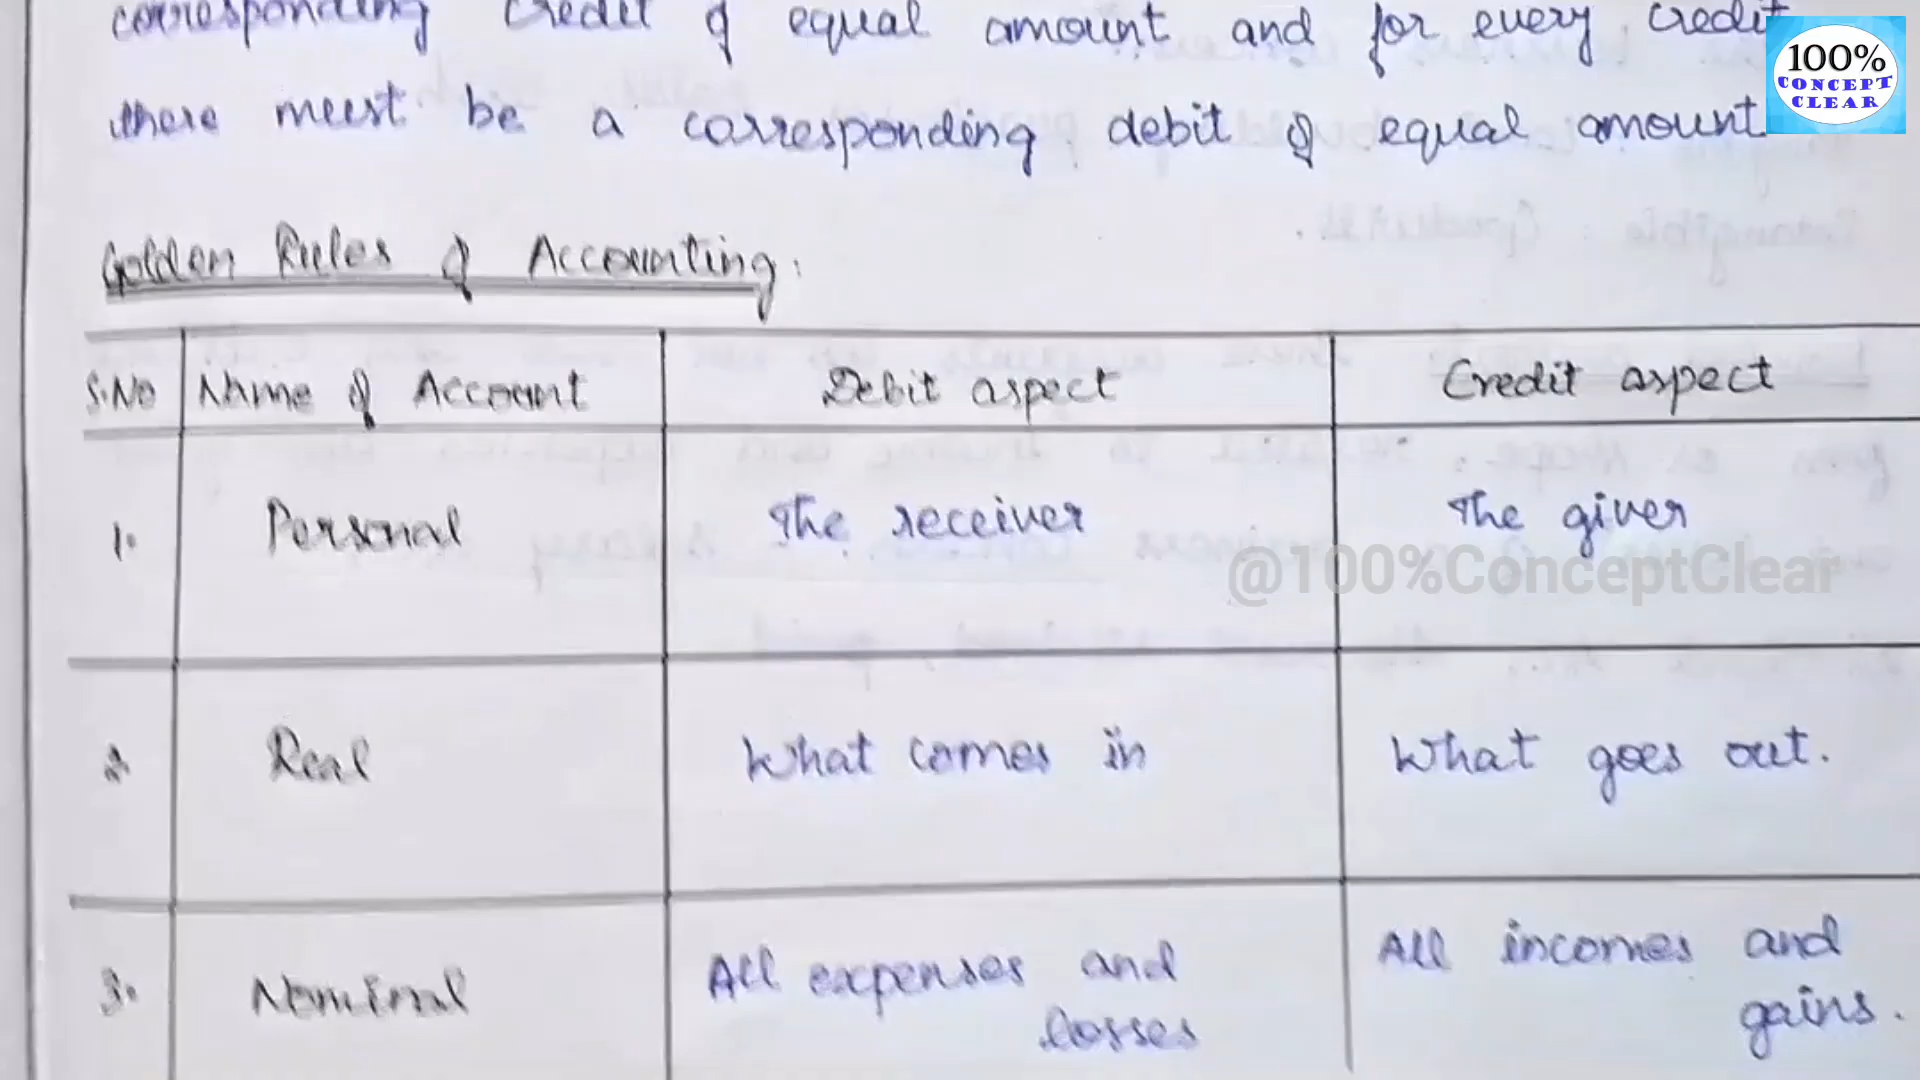 corresponding credit of equal amount and for every credit
there must be a corresponding debit of equal amount
100%
CONCEPT
CLEAR
Golden Rules of Accounting:
S.No Name of Account Debit aspect Credit aspect
1. Personal The receiver The giver
@100%ConceptClear
2. Real What comes in What goes out.
3. Nominal All expenses and losses All incomes and gains.